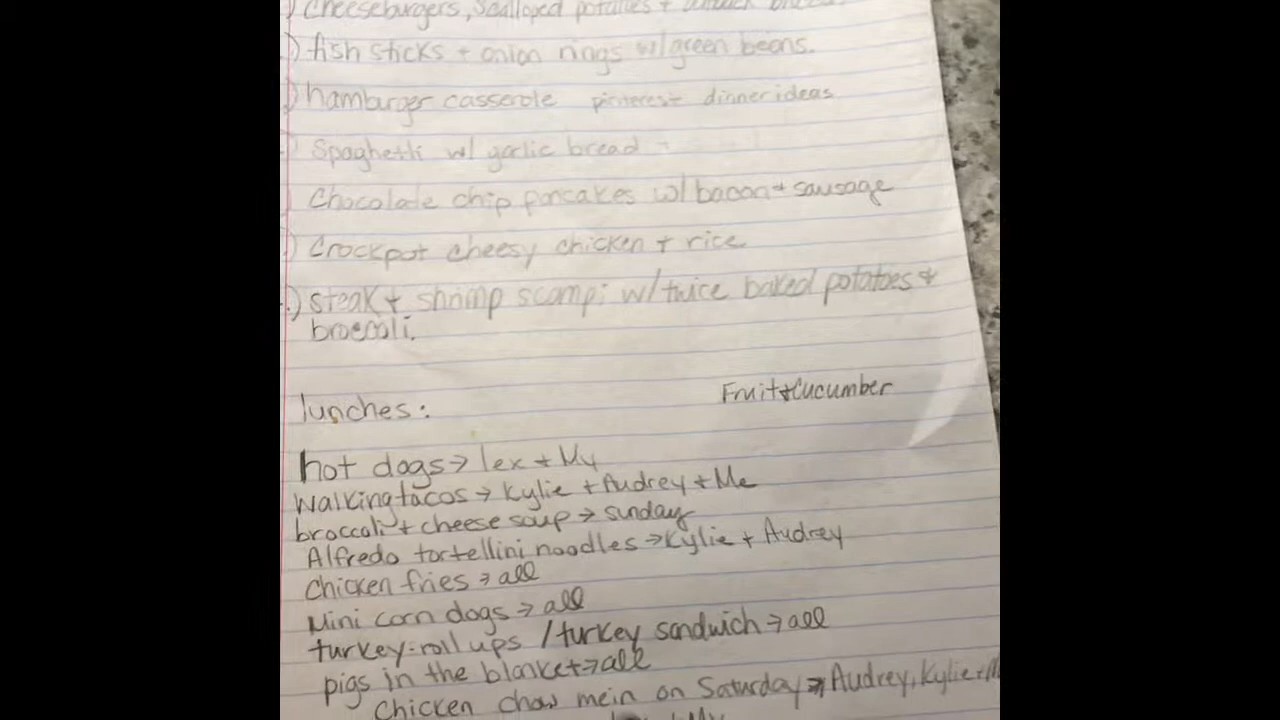 ) Cheeseburgers, Scalloped potatoes +
) fish sticks + onion rings w/green beans.
) hamburger casserole pinterest dinner ideas
Spaghetti w/ garlic bread
) Chocolate chip pancakes w/ bacon + sausage
) Crockpot cheesy chicken + rice
.) steak + shrimp scampi w/ twice baked potatoes +
broccoli.
Fruit + Cucumber
lunches:
hot dogs → lex + My
Walking tacos → Kylie + Audrey + Me
broccoli + cheese soup → sunday
Alfredo tortellini noodles → Kylie + Audrey
Chicken fries → all
Mini corn dogs → all
turkey roll ups / turkey sandwich → all
pigs in the blanket → all
Chicken chow mein on Saturday → Audrey, Kylie +